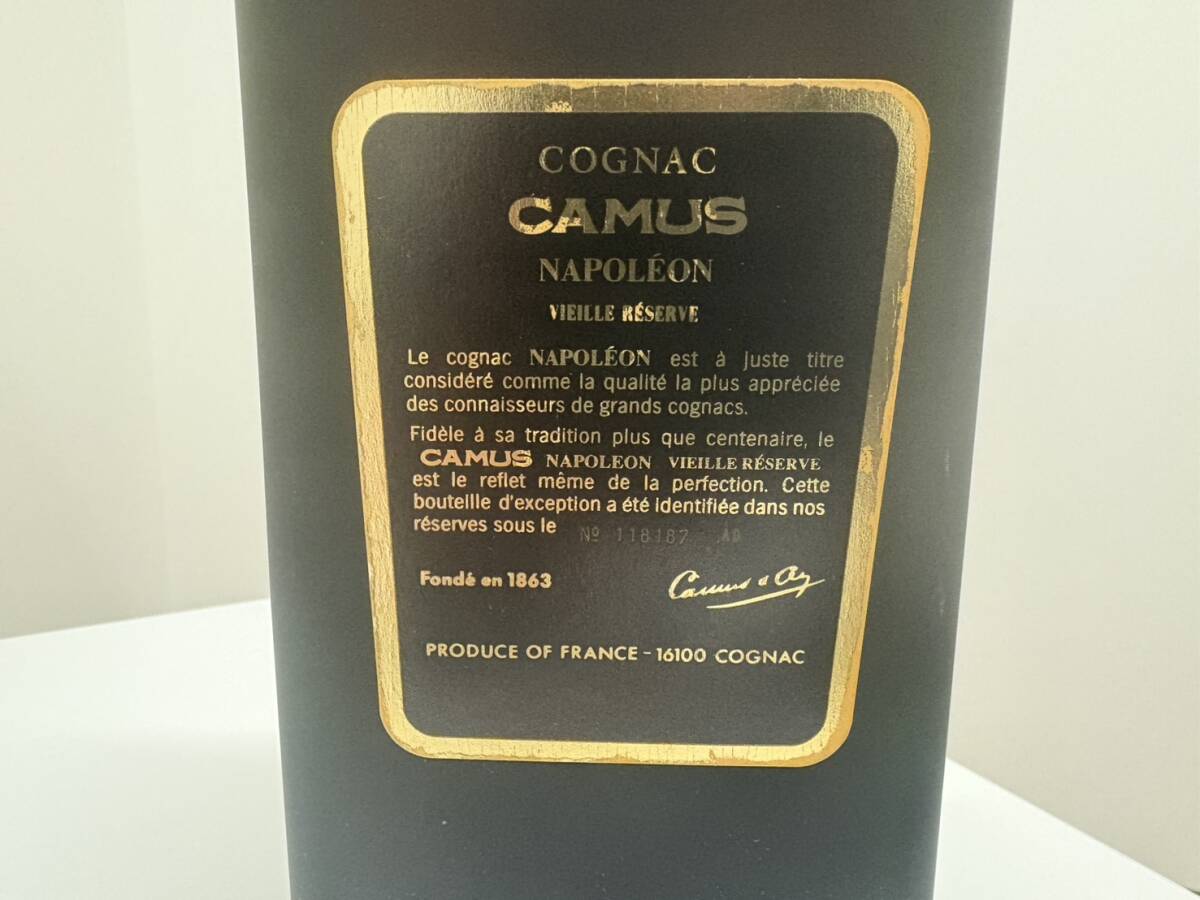 COGNAC
CAMUS
NAPOLÉON
VIEILLE RÉSERVE
Le cognac NAPOLÉON est à juste titre
considéré comme la qualité la plus appréciée
des connaisseurs de grands cognacs.
Fidèle à sa tradition plus que centenaire, le
CAMUS NAPOLEON VIEILLE RÉSERVE
est le reflet même de la perfection. Cette
bouteille d'exception a été identifiée dans nos
réserves sous le Nº 118187
Fondé en 1863
PRODUCE OF FRANCE - 16100 COGNAC